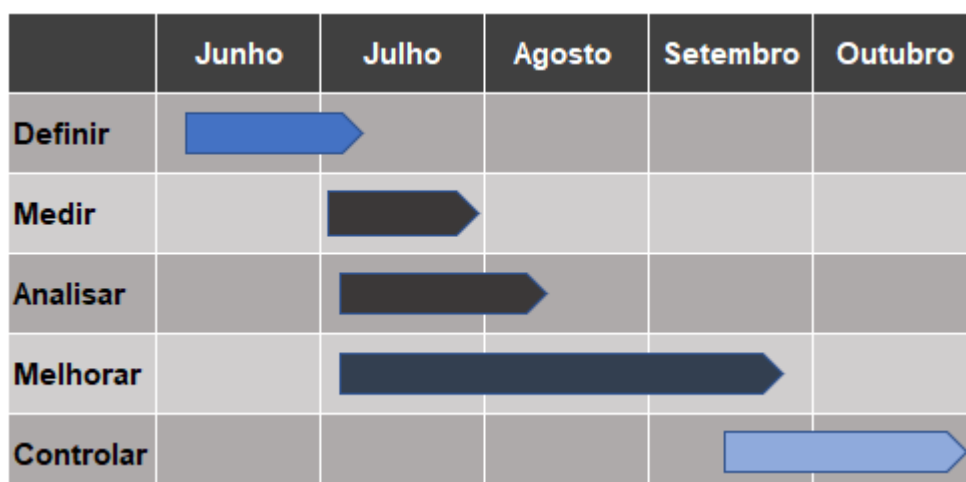 Junho Julho Agosto Setembro Outubro
Definir
Medir
Analisar
Melhorar
Controlar